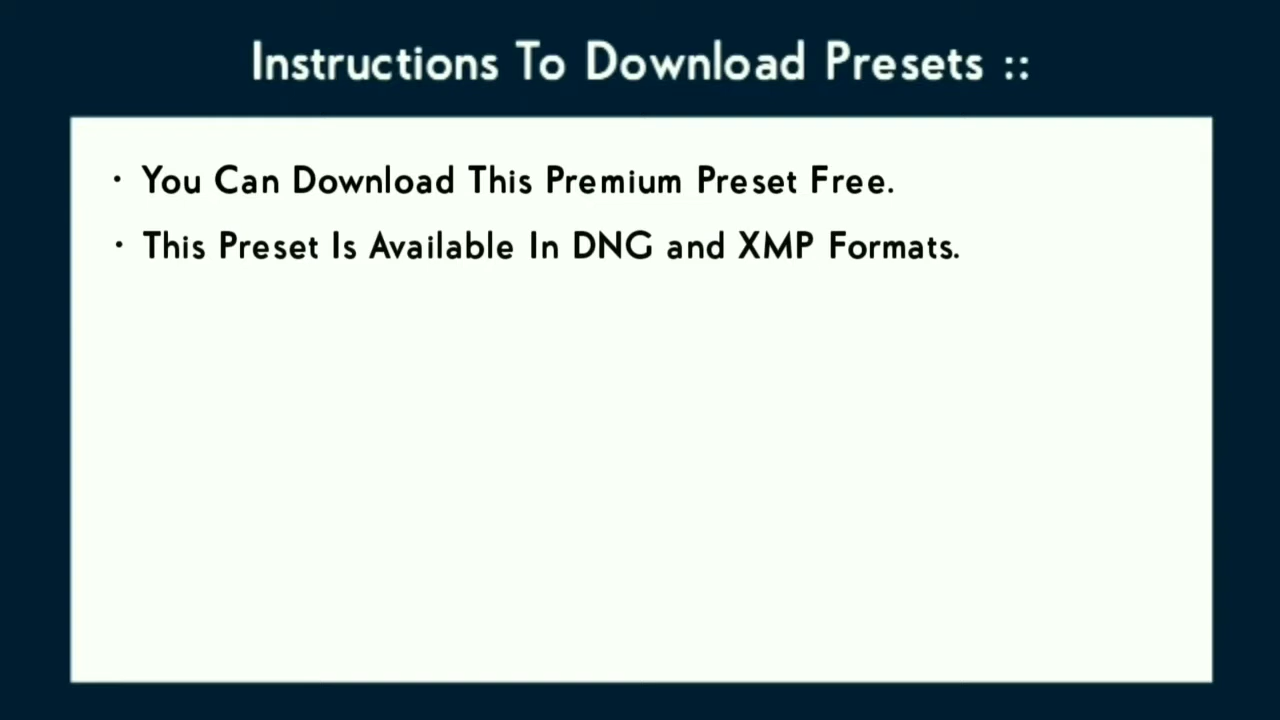 Instructions To Download Presets ::
• You Can Download This Premium Preset Free.
• This Preset Is Available In DNG and XMP Formats.